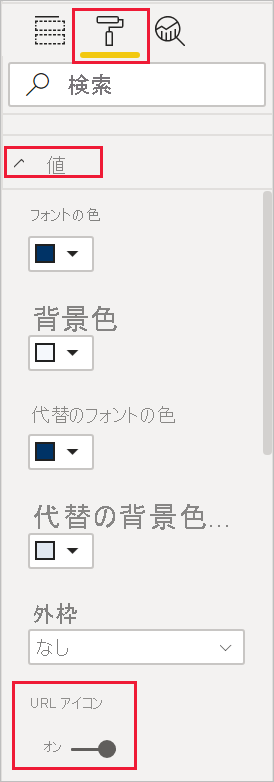 検索
値
フォントの色
背景色
代替のフォントの色
代替の背景色...
外枠
なし
URL アイコン
オン